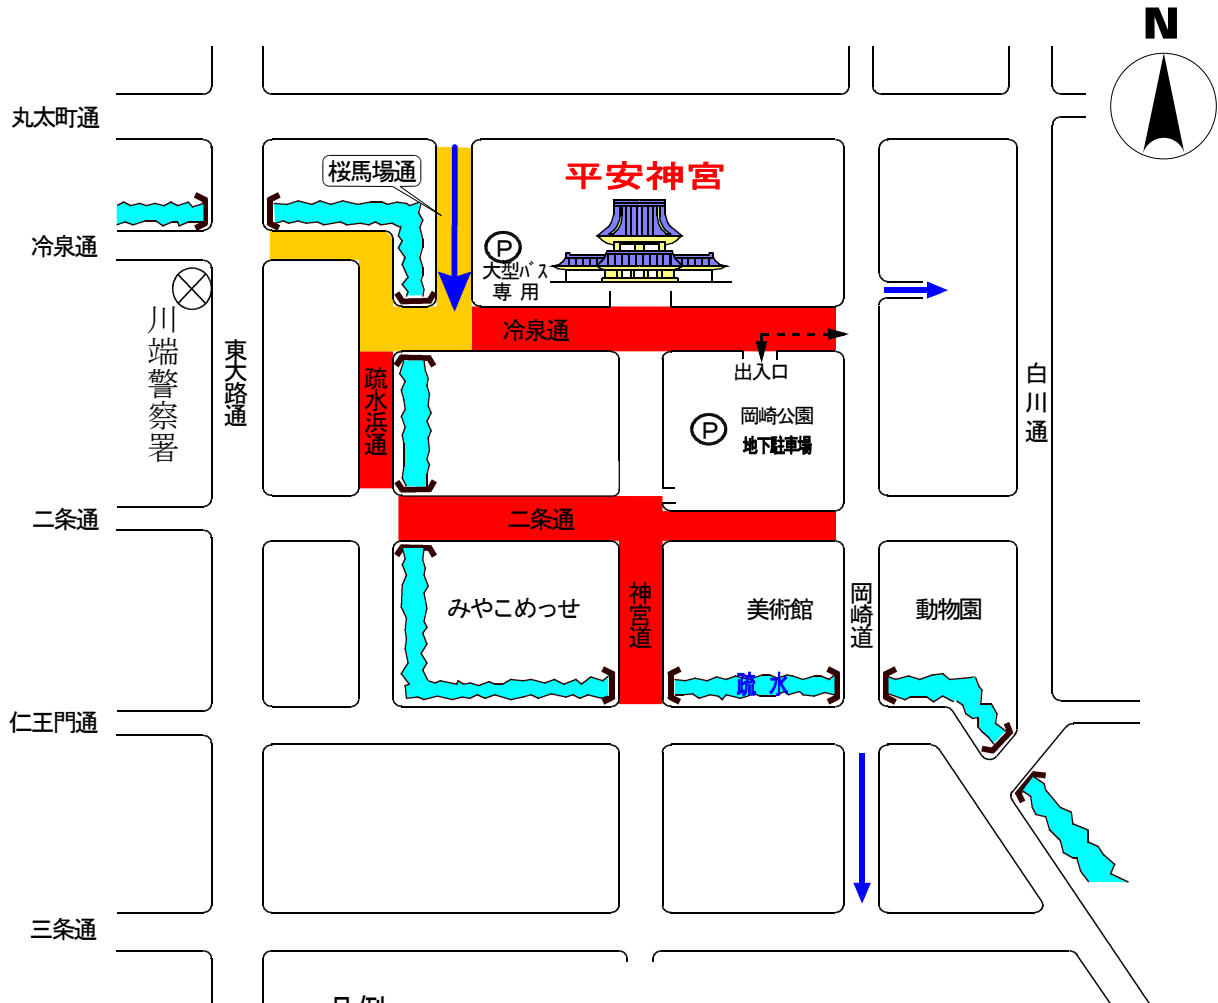 N
丸太町通
桜馬場通
平安神宮
冷泉通
P
大型バス
専用
川端警察署
東大路通
冷泉通
疏水浜通
出入口
P
岡崎公園
地下駐車場
白川通
二条通
二条通
みやこめっせ
神宮道
美術館
岡崎道
動物園
疏水
仁王門通
三条通